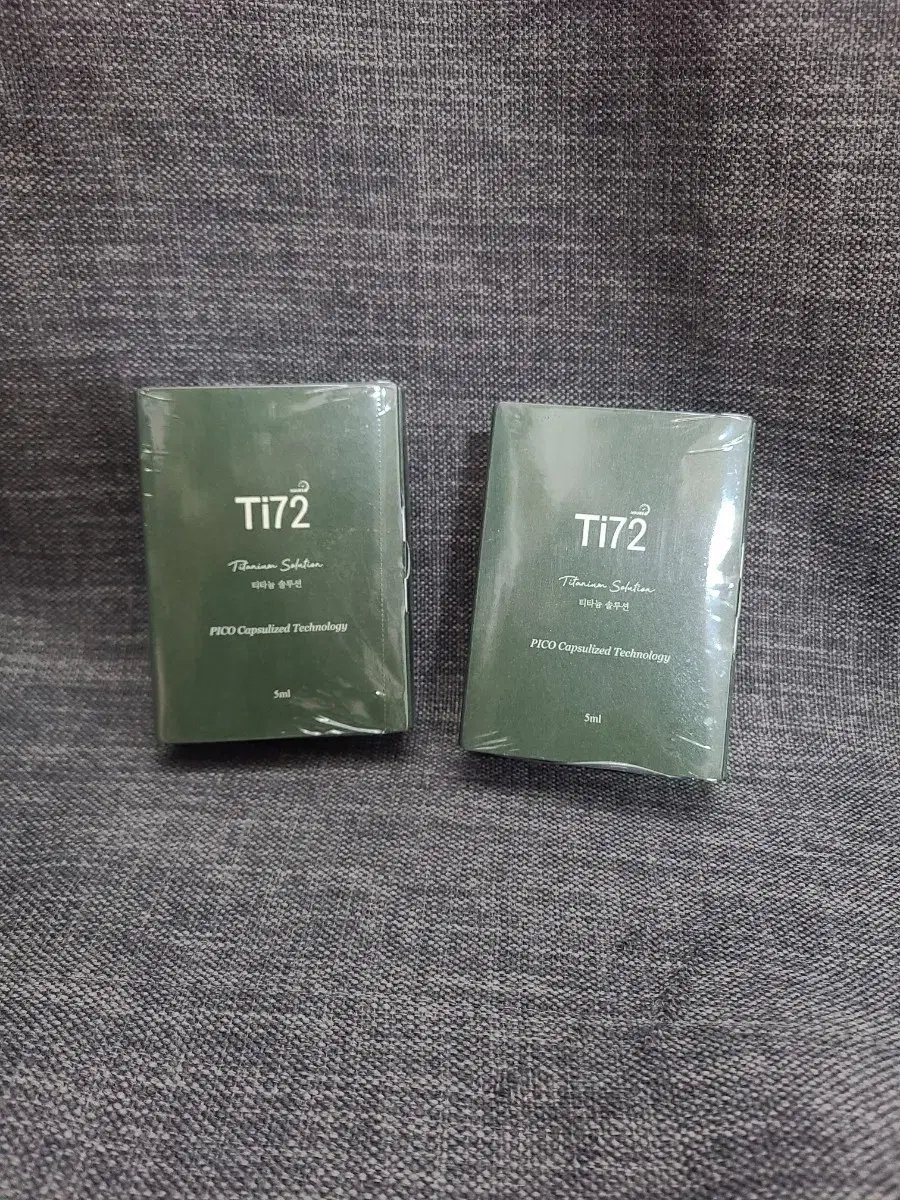 Ti72
Titanium Solution
티타늄 솔루션
PICO Capsulized Technology
5ml
Ti72
Titanium Solution
티타늄 솔루션
PICO Capsulized Technology
5ml